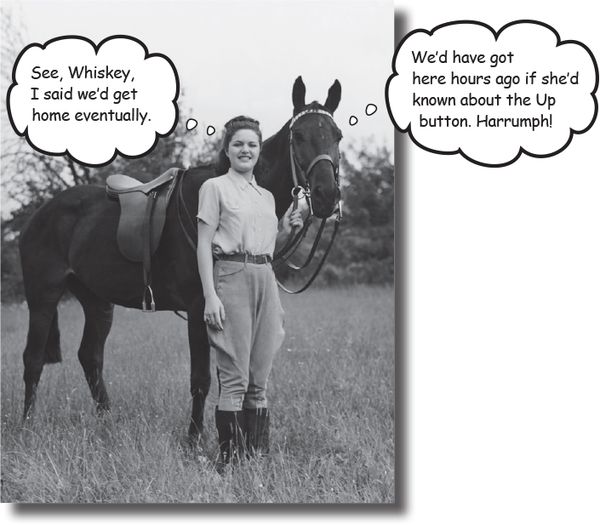 See, Whiskey,
I said we'd get
home eventually.
We'd have got
here hours ago if she'd
known about the Up
button. Harrumph!